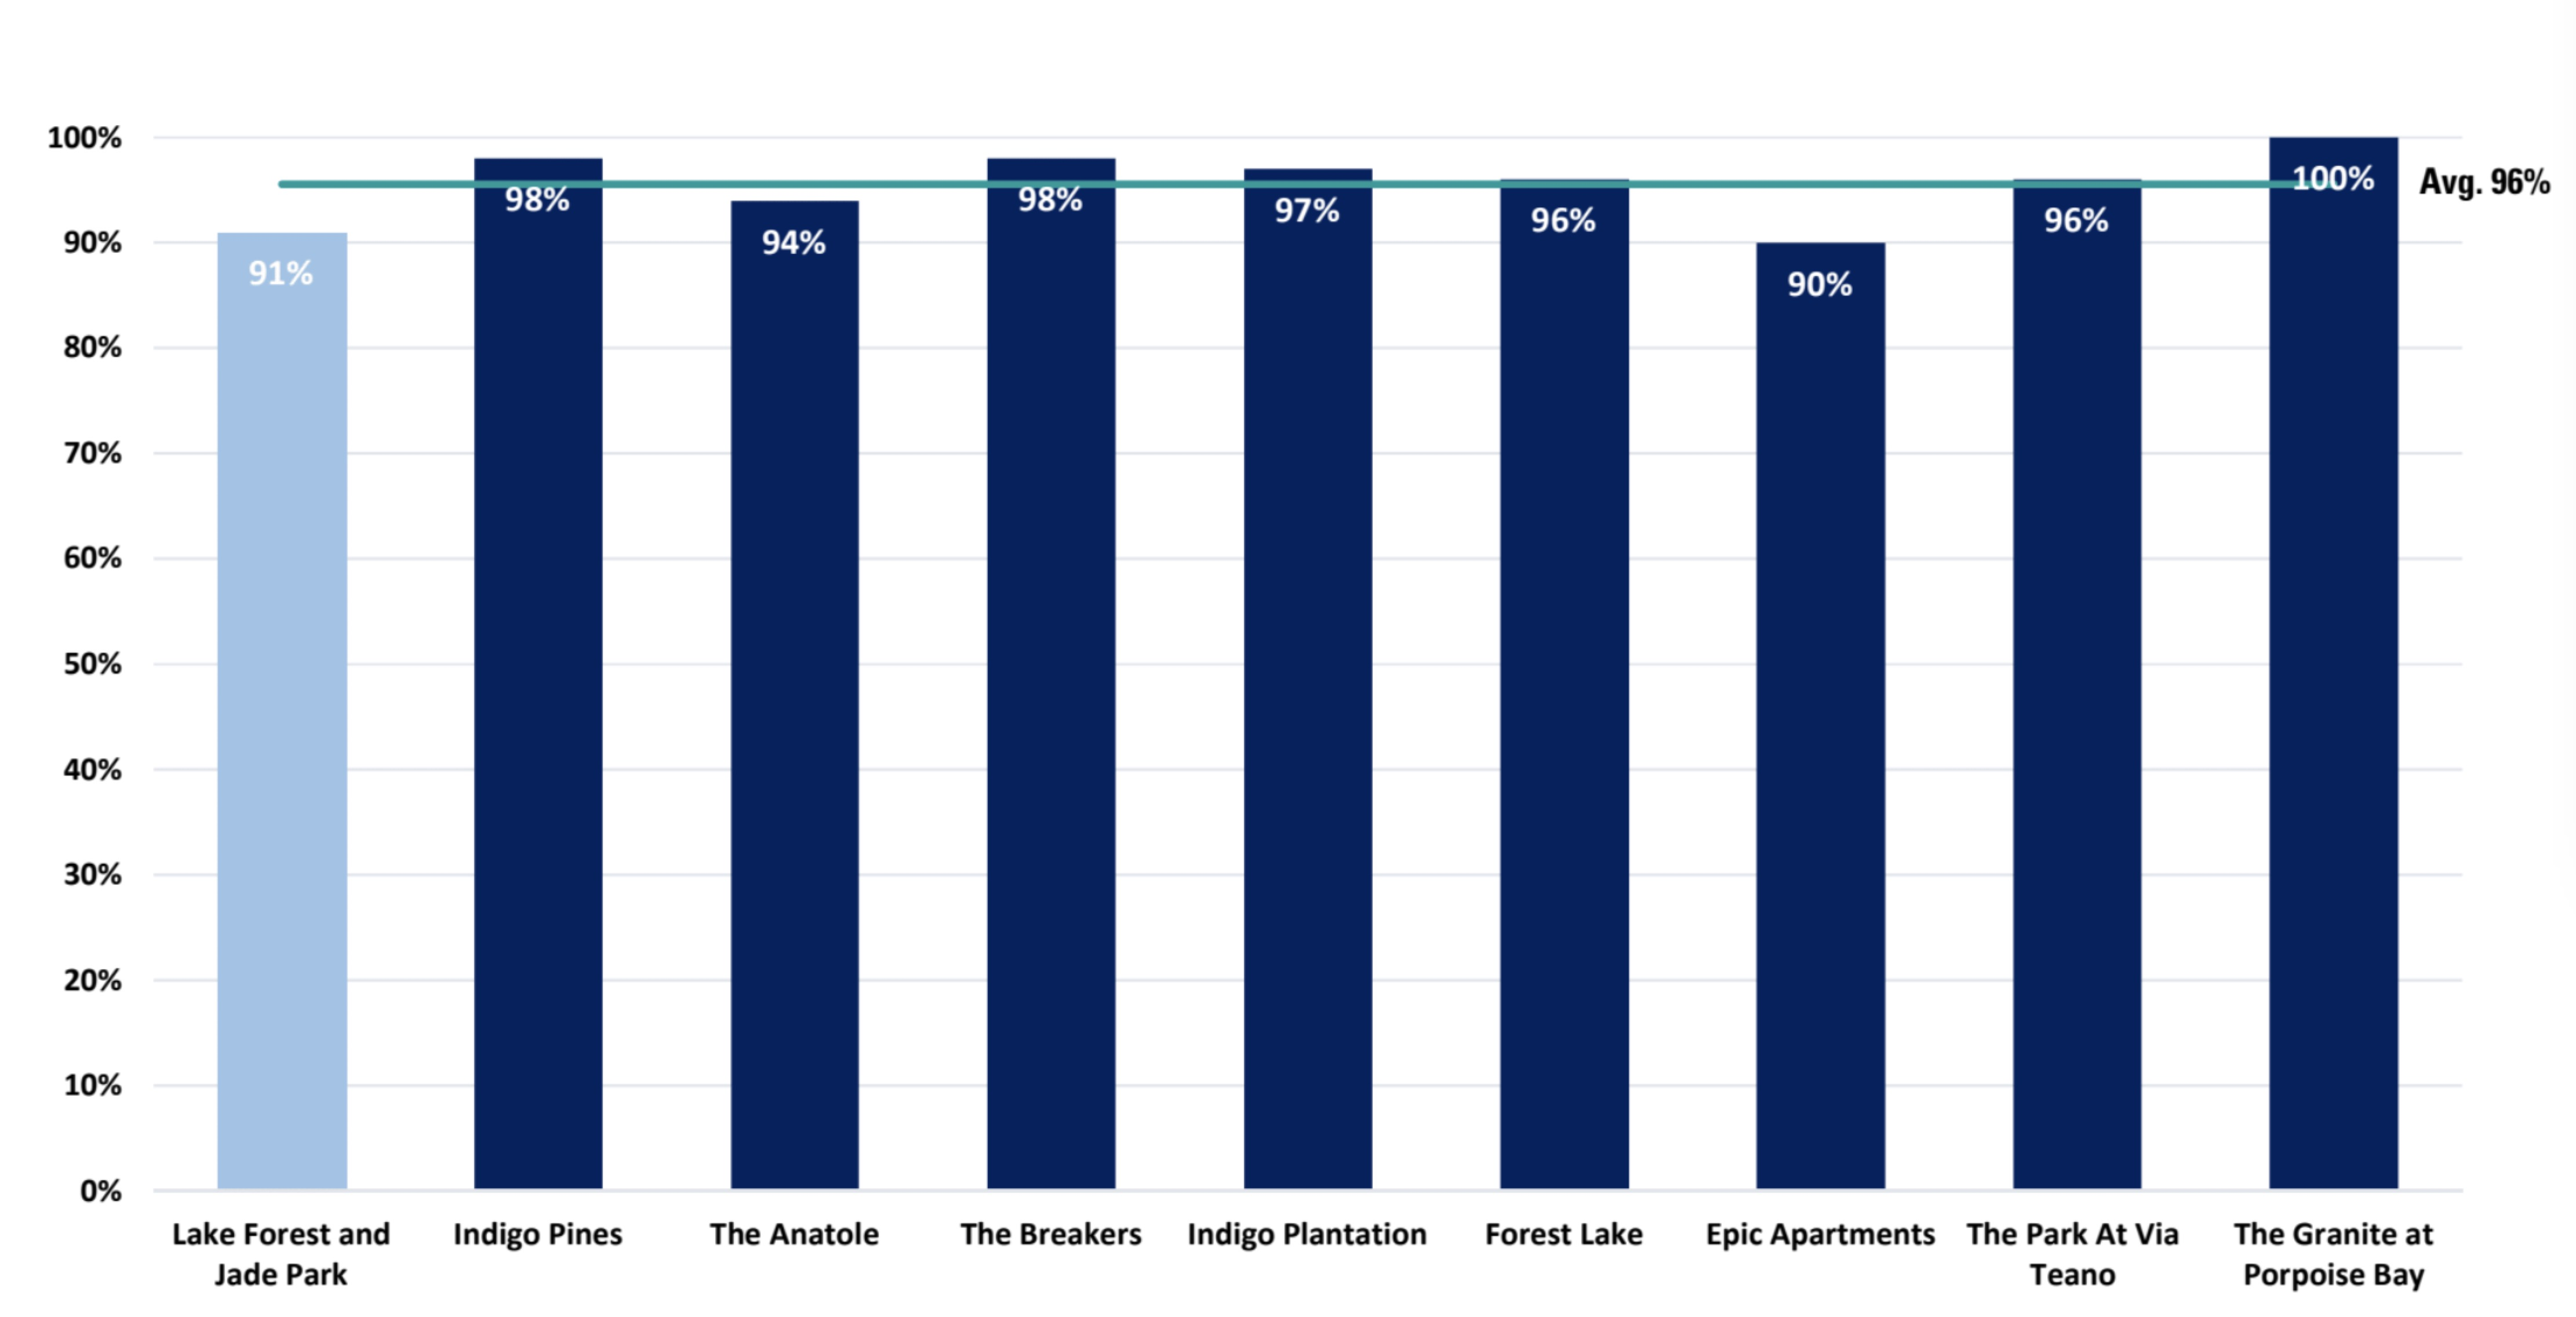 100%
90%
80%
70%
60%
50%
40%
30%
20%
10%
0%
91%
98%
94%
98%
97%
96%
90%
96%
100%
Avg. 96%
Lake Forest and
Jade Park
Indigo Pines
The Anatole
The Breakers
Indigo Plantation
Forest Lake
Epic Apartments
The Park At Via
Teano
The Granite at
Porpoise Bay